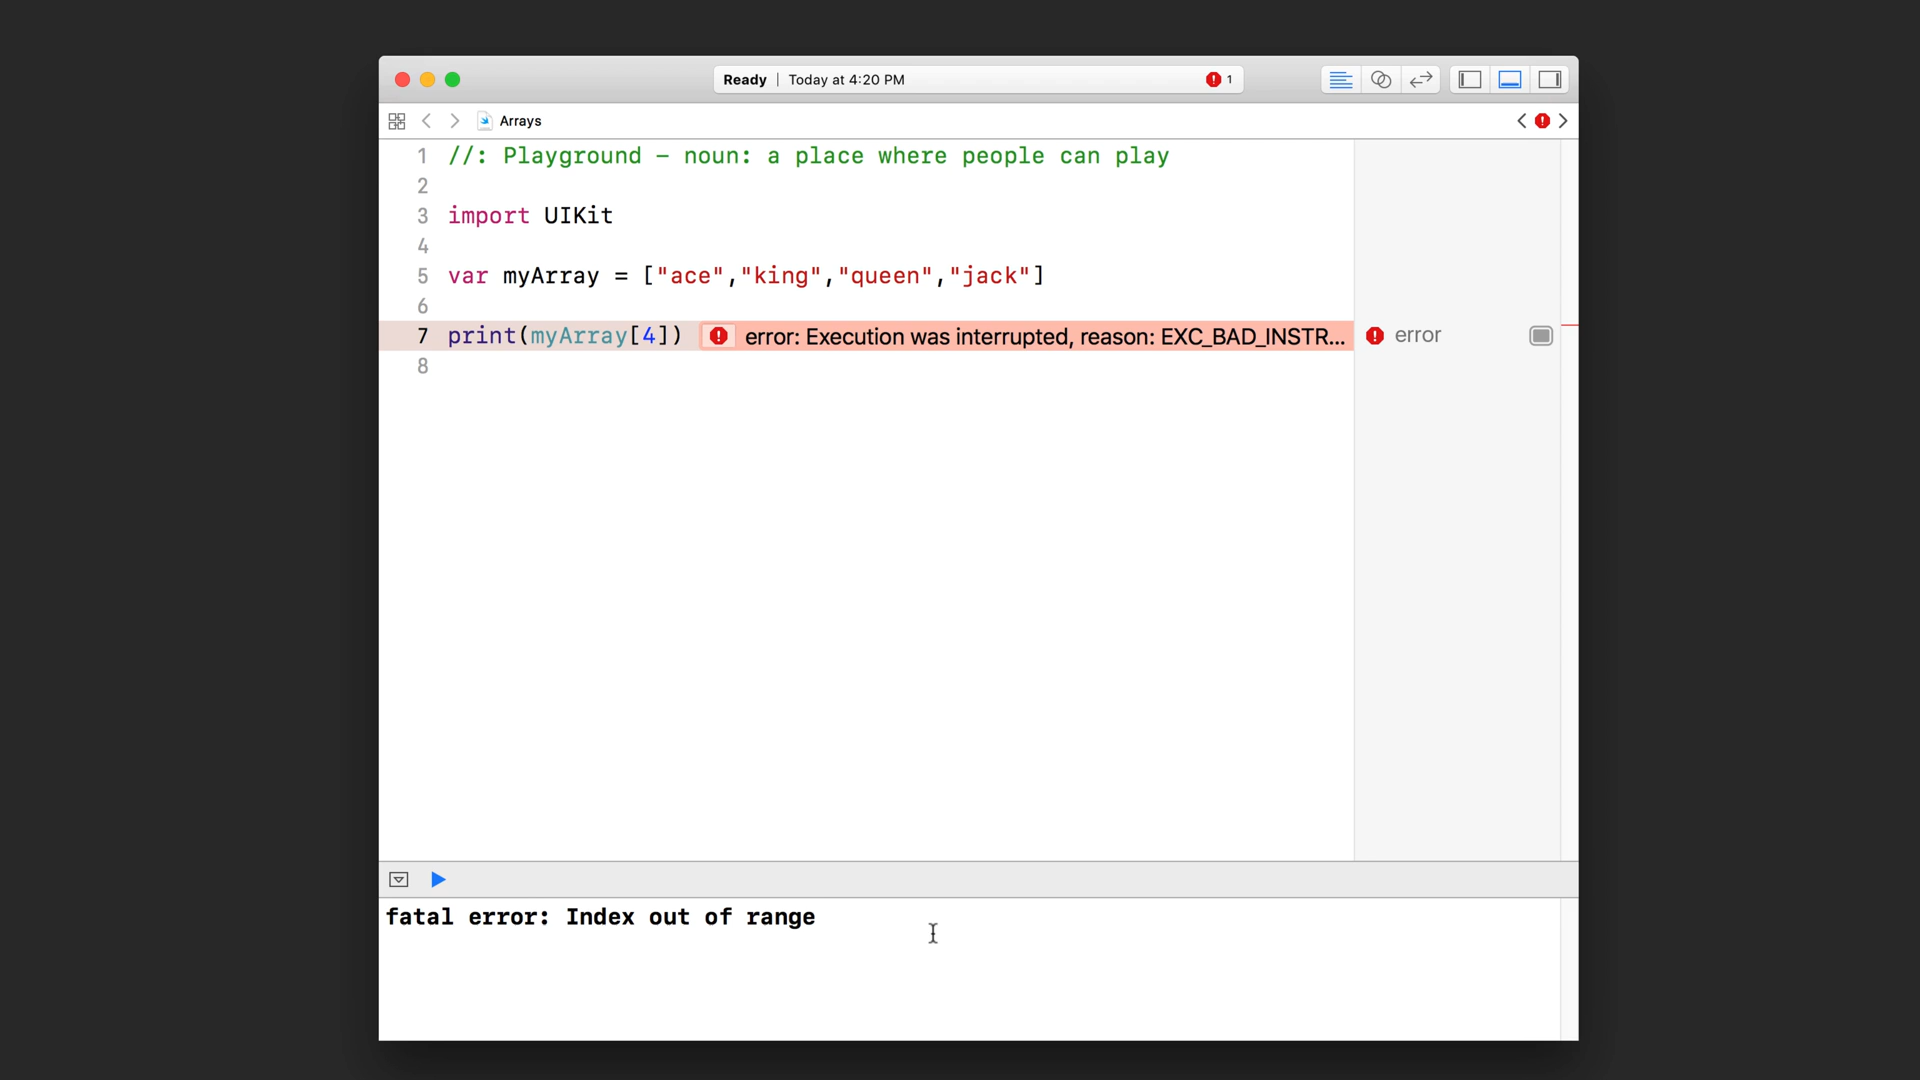 Ready | Today at 4:20 PM 1
Arrays
1 //: Playground – noun: a place where people can play
2
3 import UIKit
4
5 var myArray = ["ace","king","queen","jack"]
6
7 print(myArray[4]) error: Execution was interrupted, reason: EXC_BAD_INSTR... error
8
fatal error: Index out of range